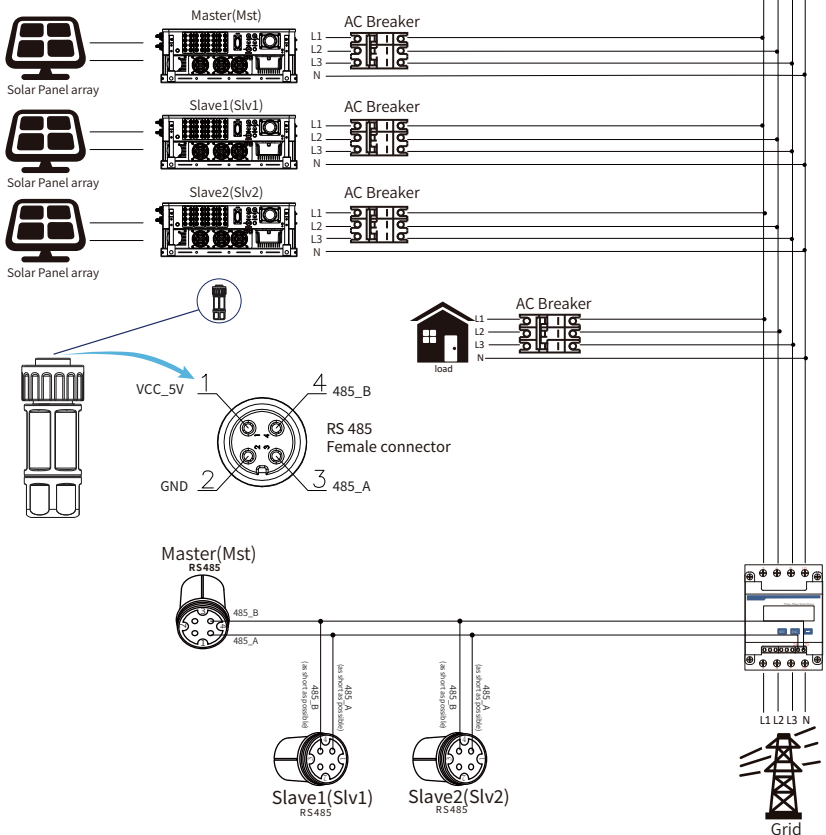 Master(Mst)
AC Breaker
L1
L2
L3
N
Solar Panel array
Slave1(Slv1)
AC Breaker
L1
L2
L3
N
Solar Panel array
Slave2(Slv2)
AC Breaker
L1
L2
L3
N
Solar Panel array
AC Breaker
L1
L2
L3
N
load
VCC_5V
1
4
485_B
1
4
2
3
RS 485
Female connector
GND
2
3
485_A
Master(Mst)
RS485
485_B
485_A
485_B
(as short as possible)
485_A
(as short as possible)
485_B
(as short as possible)
485_A
(as short as possible)
Slave1(Slv1)
RS485
Slave2(Slv2)
RS485
L1 L2 L3 N
Grid